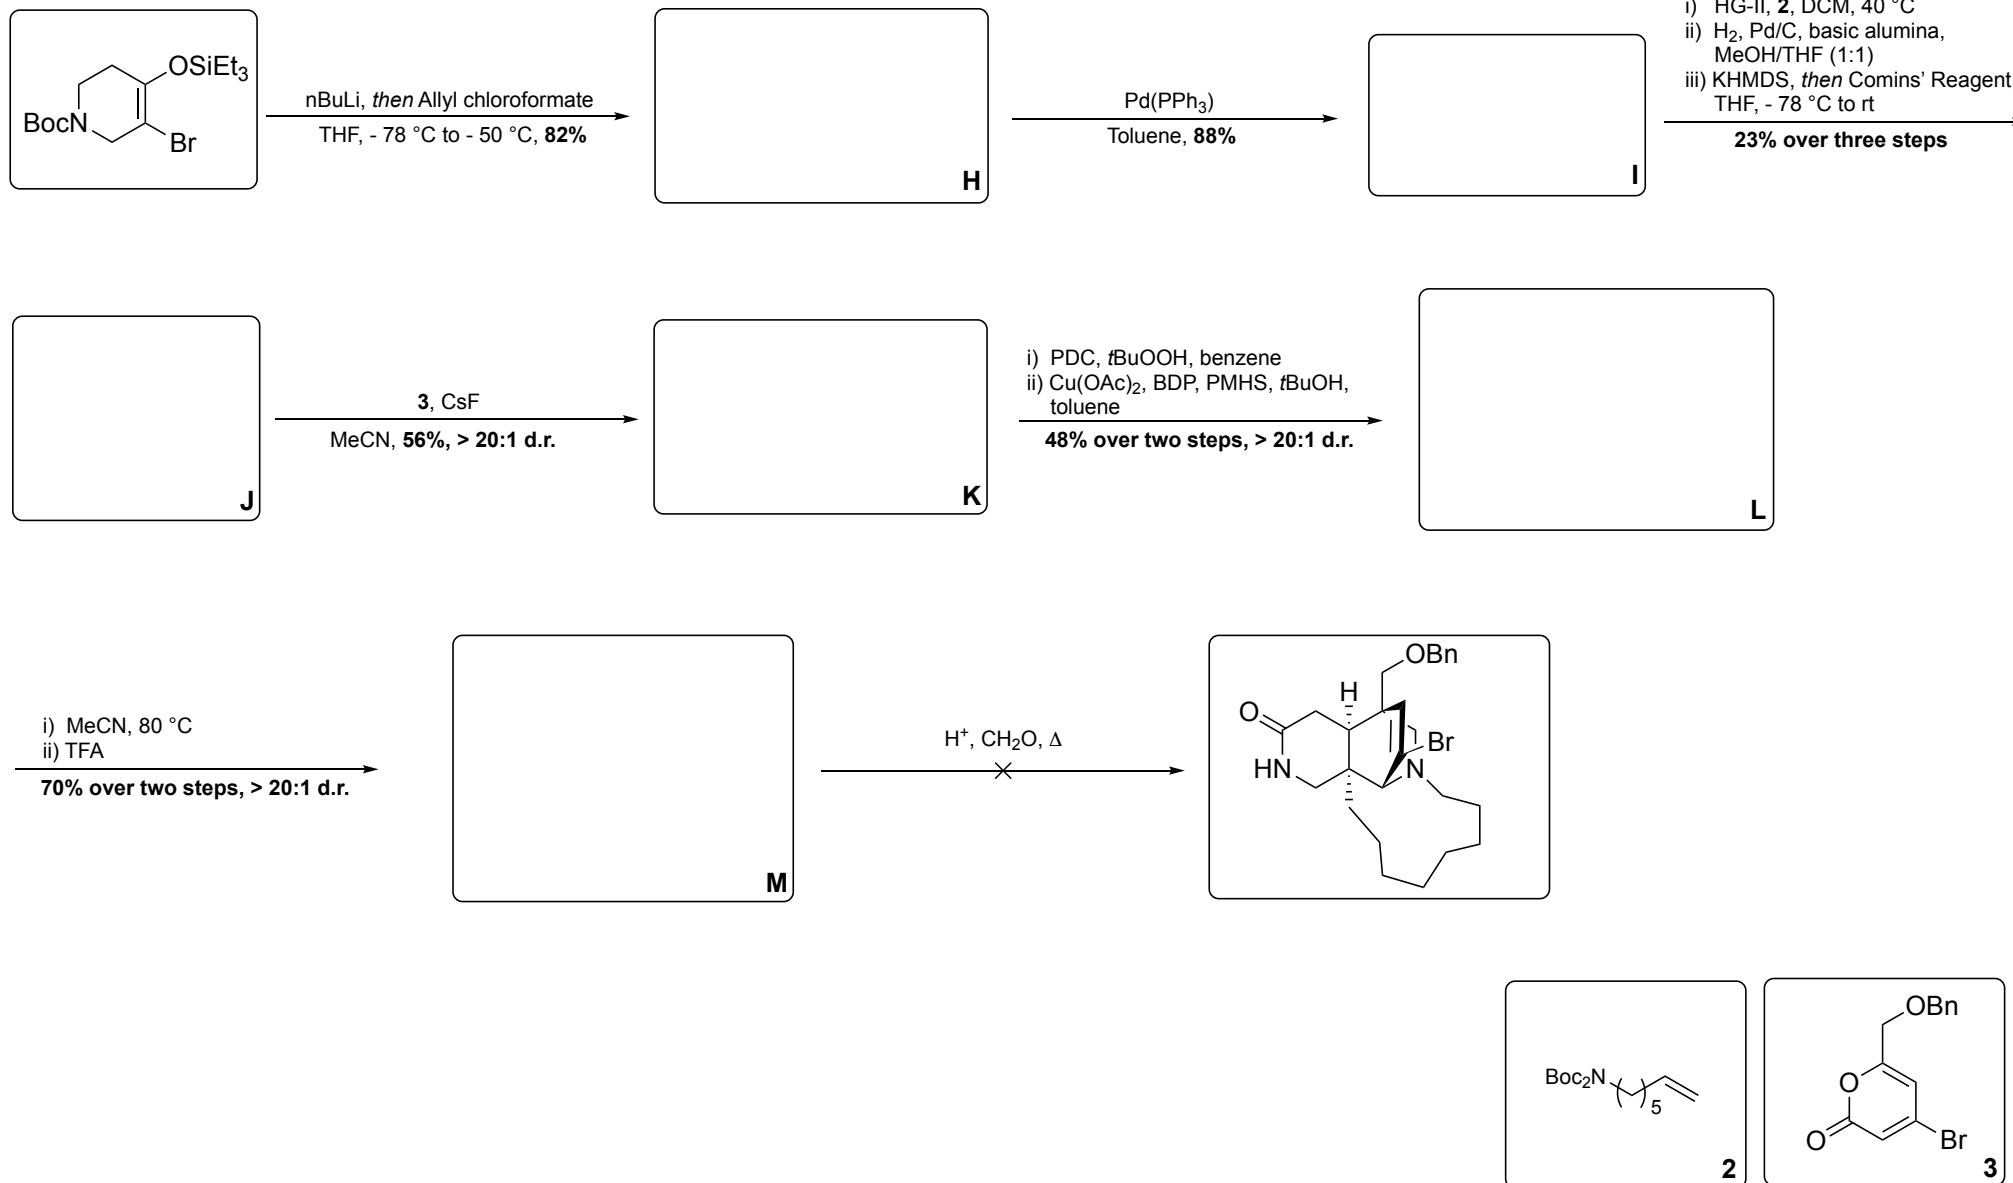 OSiEt3
BocN
Br
nBuLi, then Allyl chloroformate
THF, - 78 °C to - 50 °C, 82%
H
Pd(PPh3)
Toluene, 88%
I
i) HG-II, 2, DCM, 40 °C
ii) H2, Pd/C, basic alumina,
MeOH/THF (1:1)
iii) KHMDS, then Comins' Reagent
THF, - 78 °C to rt
23% over three steps
J
3, CsF
MeCN, 56%, > 20:1 d.r.
K
i) PDC, tBuOOH, benzene
ii) Cu(OAc)2, BDP, PMHS, tBuOH,
toluene
48% over two steps, > 20:1 d.r.
L
i) MeCN, 80 °C
ii) TFA
70% over two steps, > 20:1 d.r.
M
H+, CH2O, Δ
OBn
H
O
Br
HN
N
Boc2N
5
2
OBn
O
O
Br
3